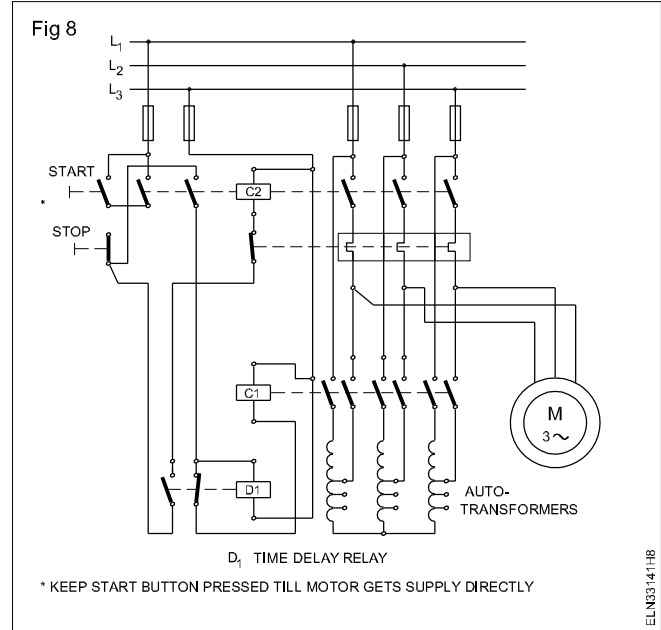 Fig 8
L1
L2
L3
START
*
C2
STOP
C1
M
3~
D1
AUTO-
TRANSFORMERS
D1 TIME DELAY RELAY
* KEEP START BUTTON PRESSED TILL MOTOR GETS SUPPLY DIRECTLY
ELN33141H8